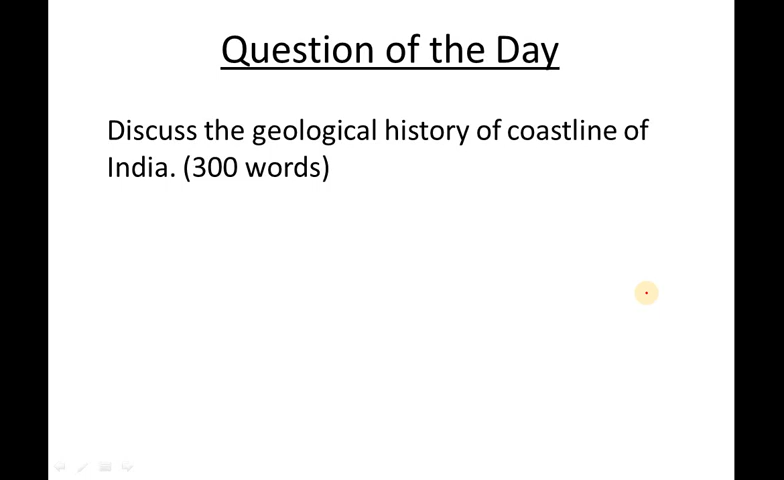 Question of the Day
Discuss the geological history of coastline of
India. (300 words)